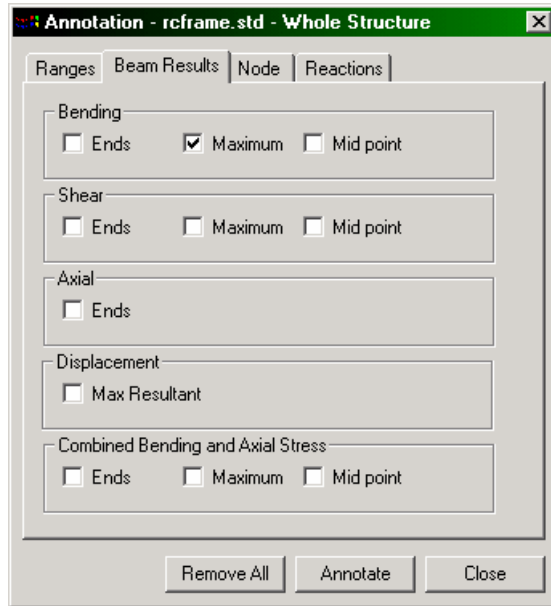 Annotation - rcframe.std - Whole Structure
Ranges Beam Results Node Reactions
Bending
Ends Maximum Mid point
Shear
Ends Maximum Mid point
Axial
Ends
Displacement
Max Resultant
Combined Bending and Axial Stress
Ends Maximum Mid point
Remove All Annotate Close